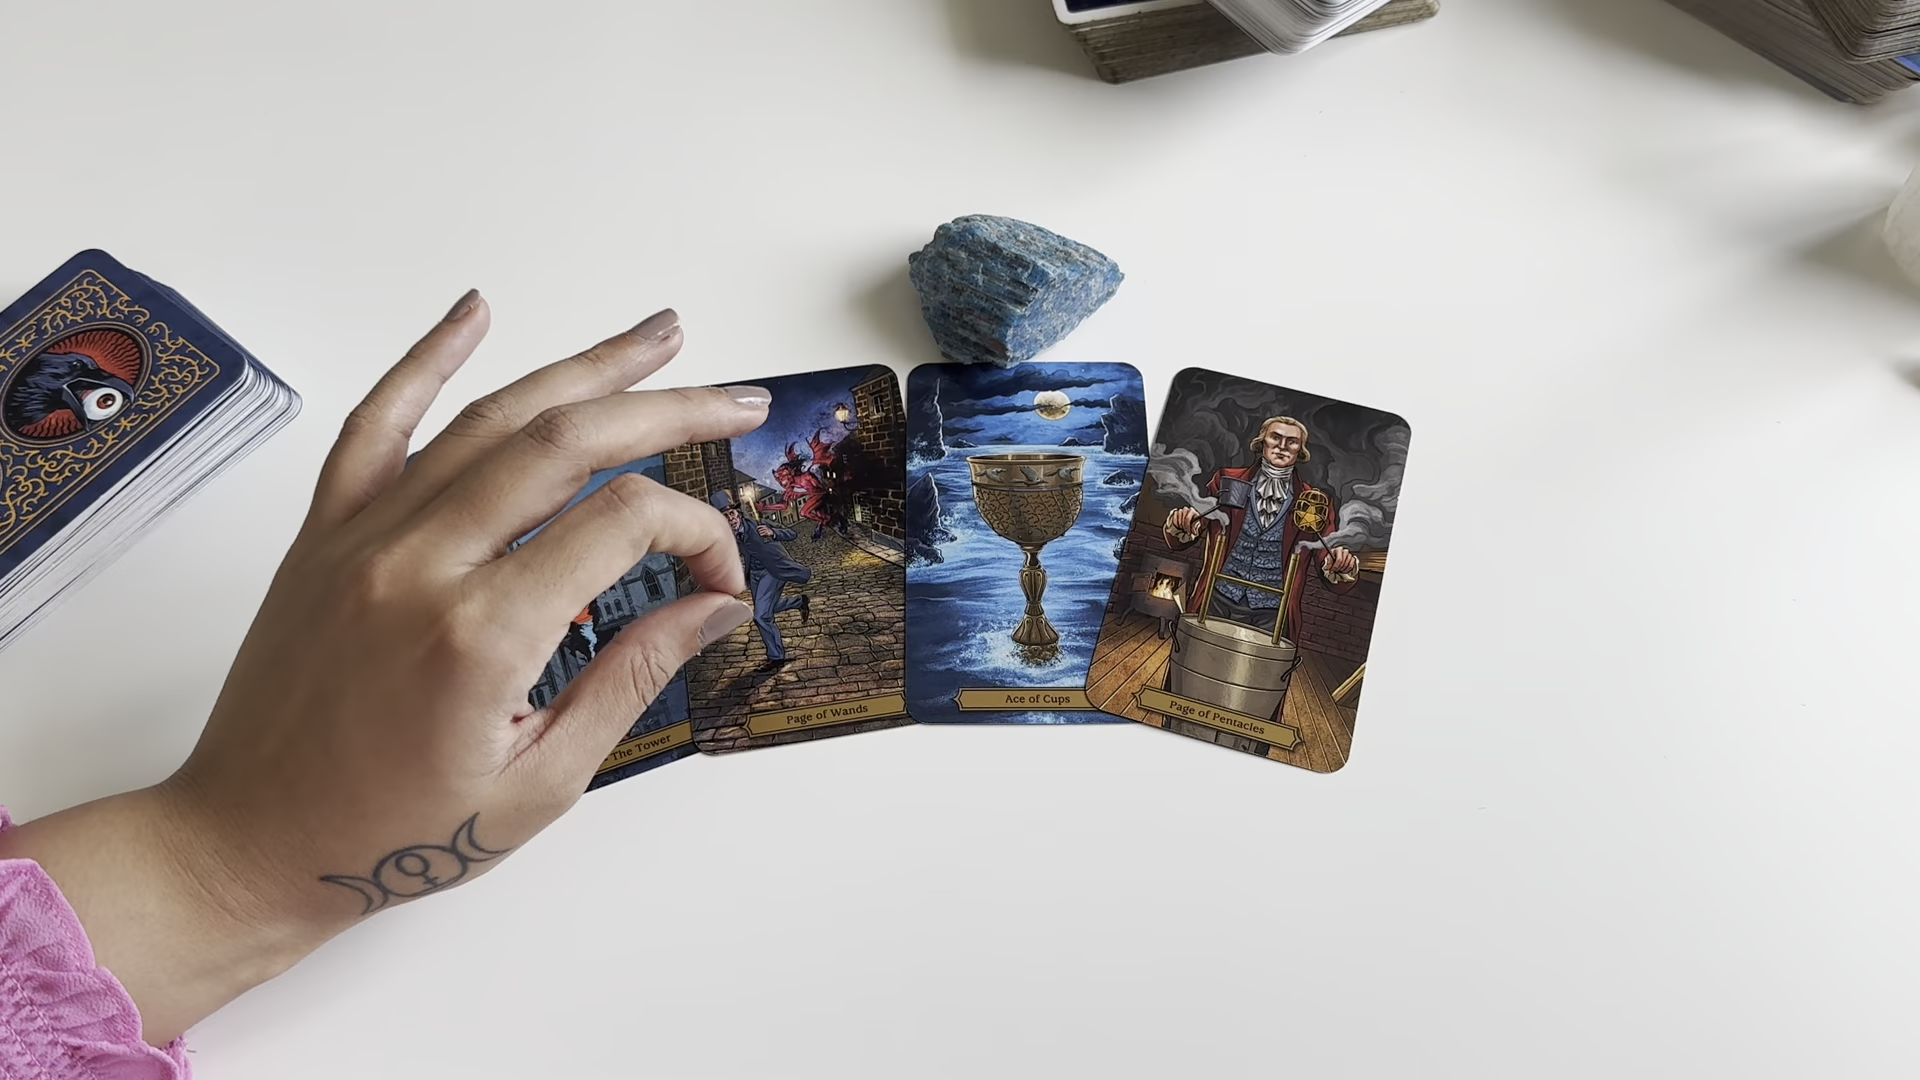 The Tower
Page of Wands
Ace of Cups
Page of Pentacles